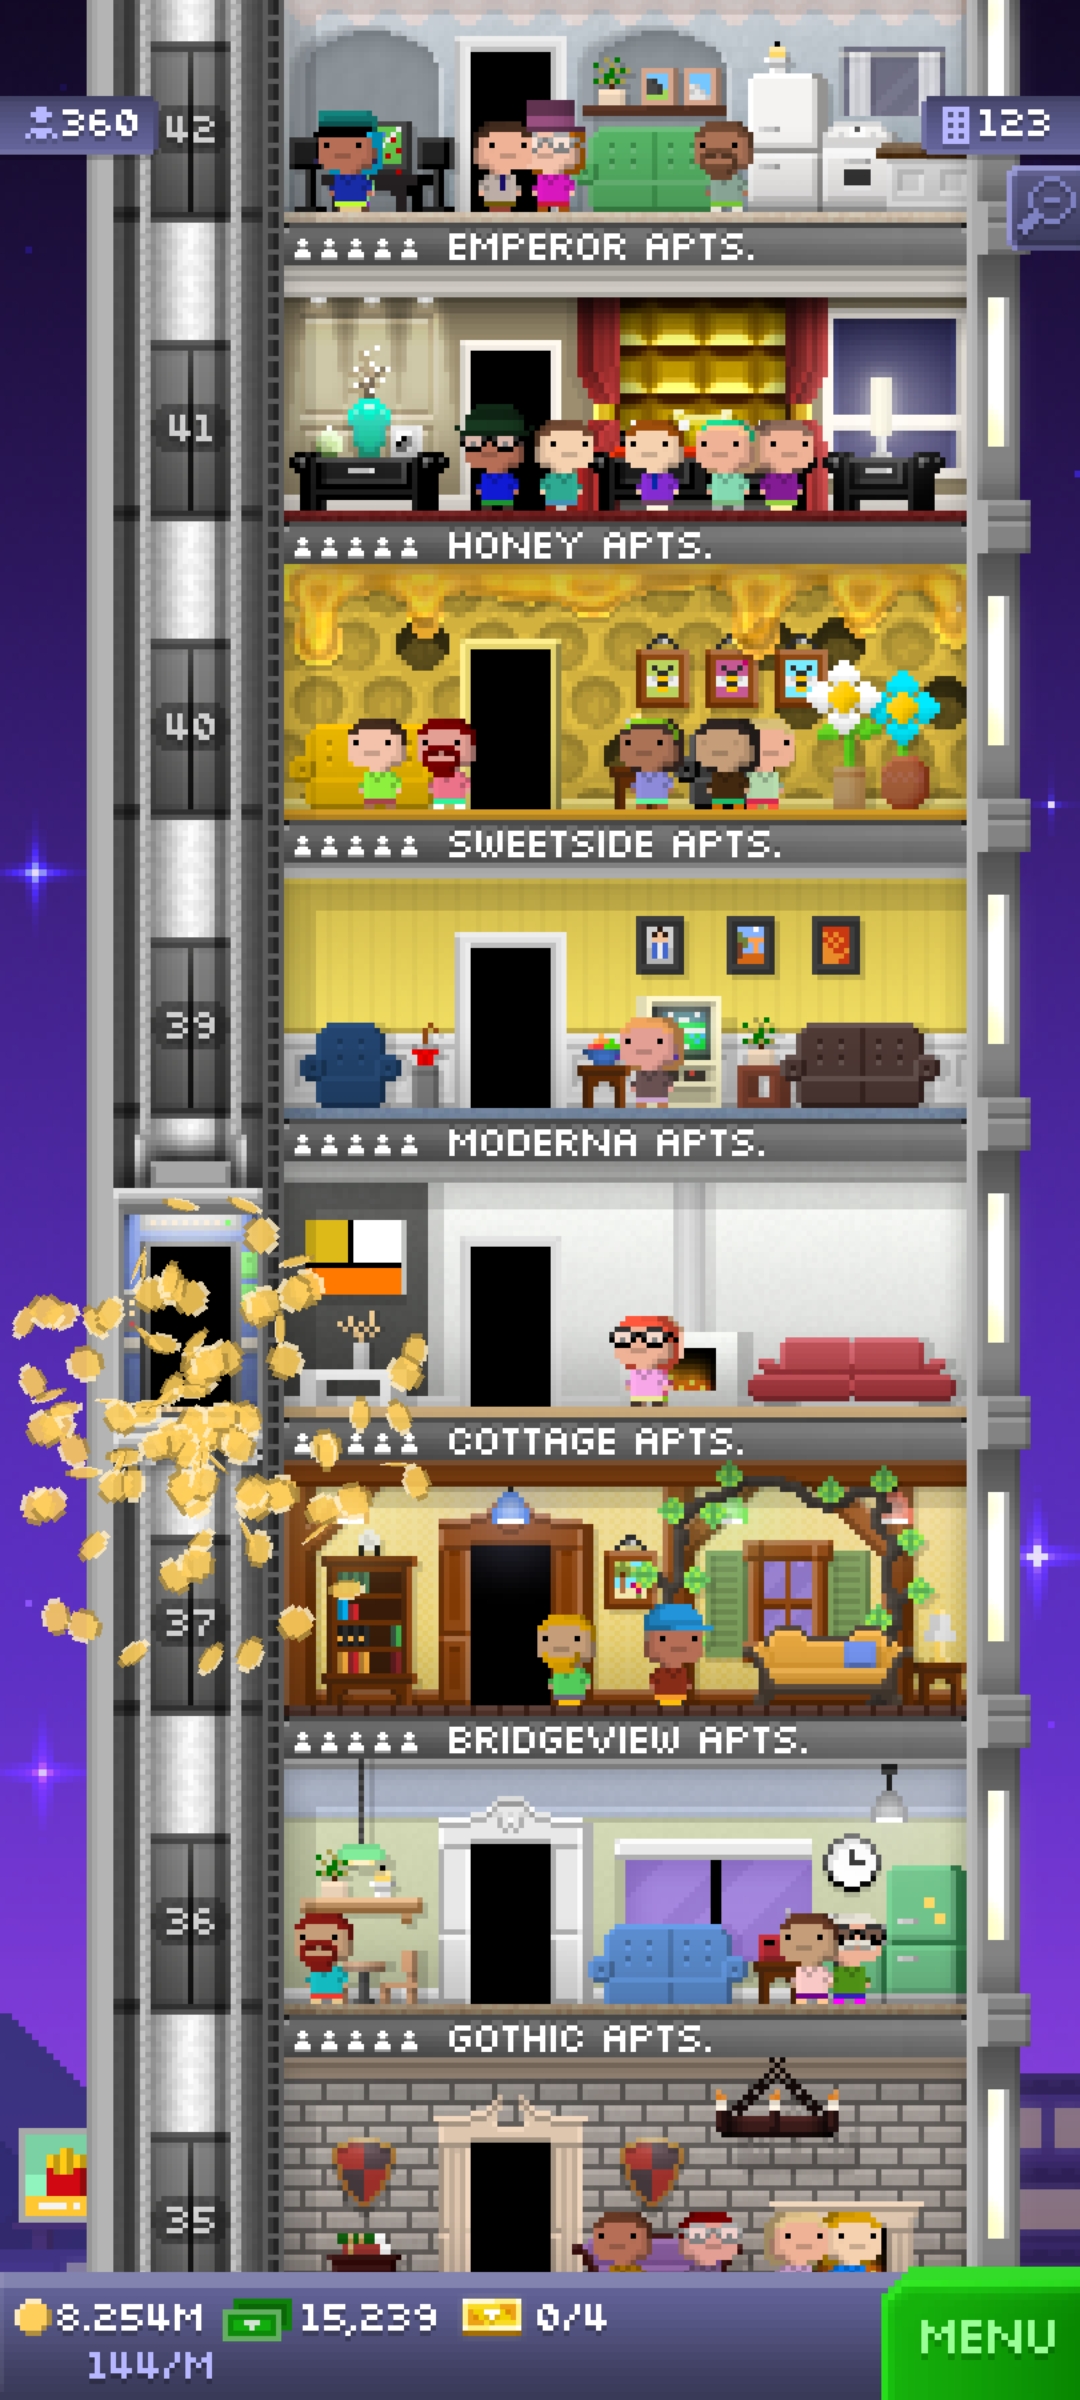 360
42
123
EMPEROR APTS.
41
HONEY APTS.
40
SWEETSIDE APTS.
39
MODERNA APTS.
COTTAGE APTS.
37
BRIDGEVIEW APTS.
36
GOTHIC APTS.
35
8.254M 15,239 0/4
144/M
MENU